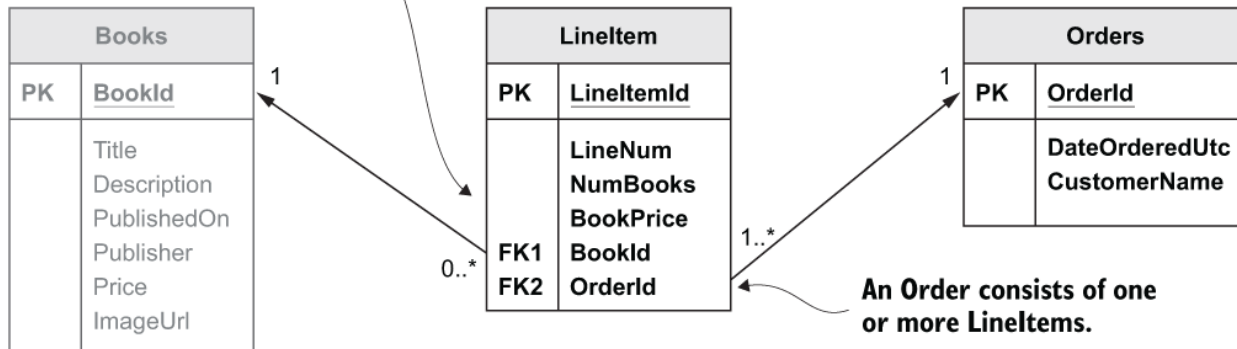 Books
PK BookId
Title
Description
PublishedOn
Publisher
Price
ImageUrl
1
0..*
LineItem
PK LineItemId
LineNum
NumBooks
BookPrice
FK1 BookId
FK2 OrderId
1
1..*
Orders
PK OrderId
DateOrderedUtc
CustomerName
An Order consists of one
or more LineItems.